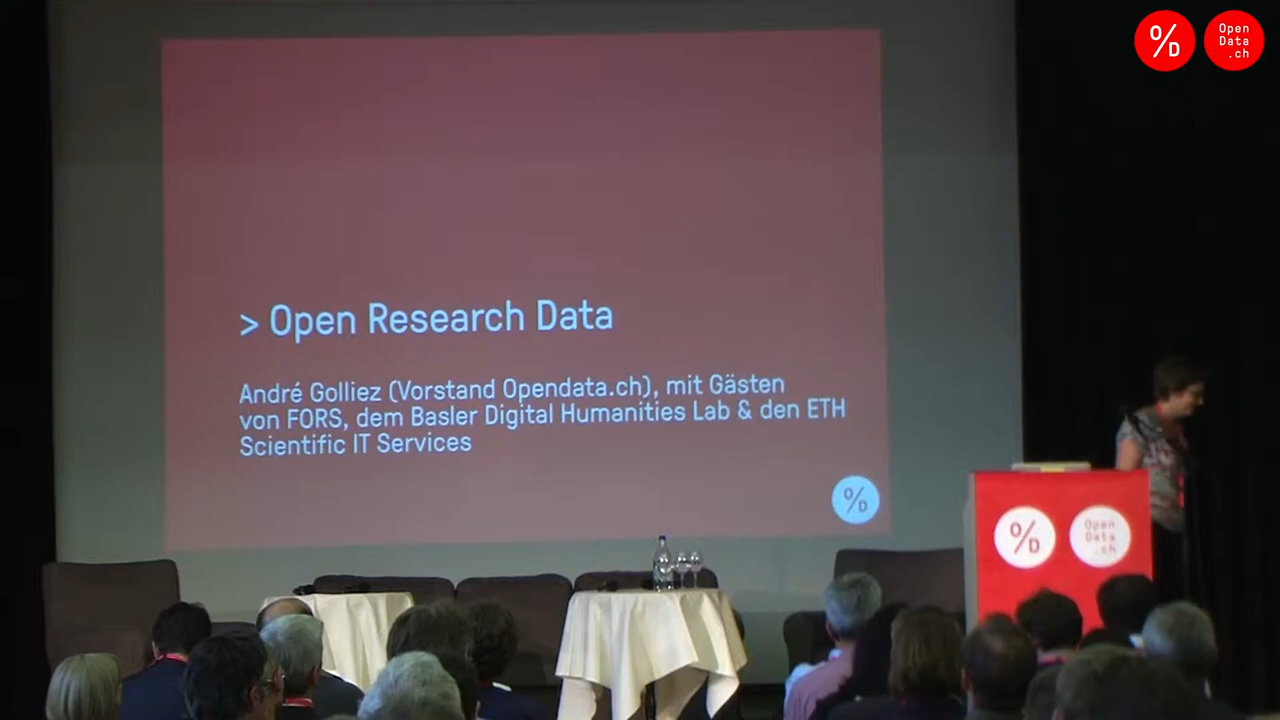 %D
Open
Data
.ch
> Open Research Data
André Golliez (Vorstand Opendata.ch), mit Gästen
von FORS, dem Basler Digital Humanities Lab & den ETH
Scientific IT Services
%D
%D
Open
Data
.ch